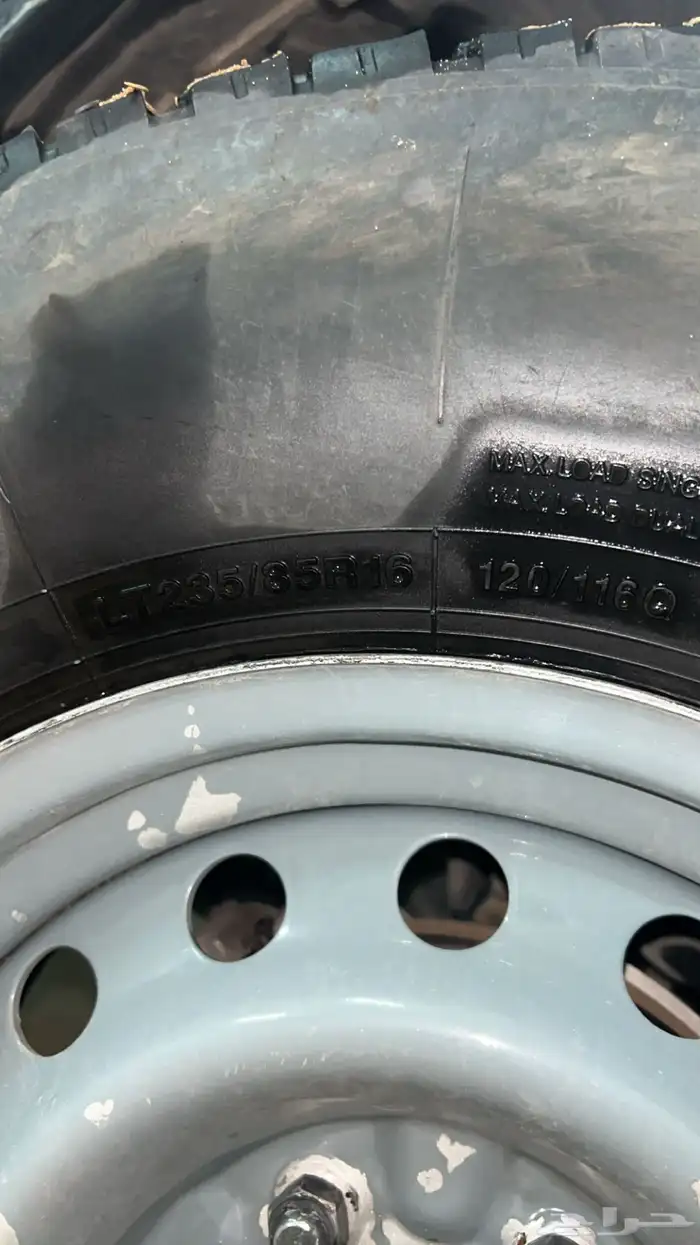 MAX. LOAD SING
MAX. LOAD DUAL
LT235/85R16
120/116Q
حراج